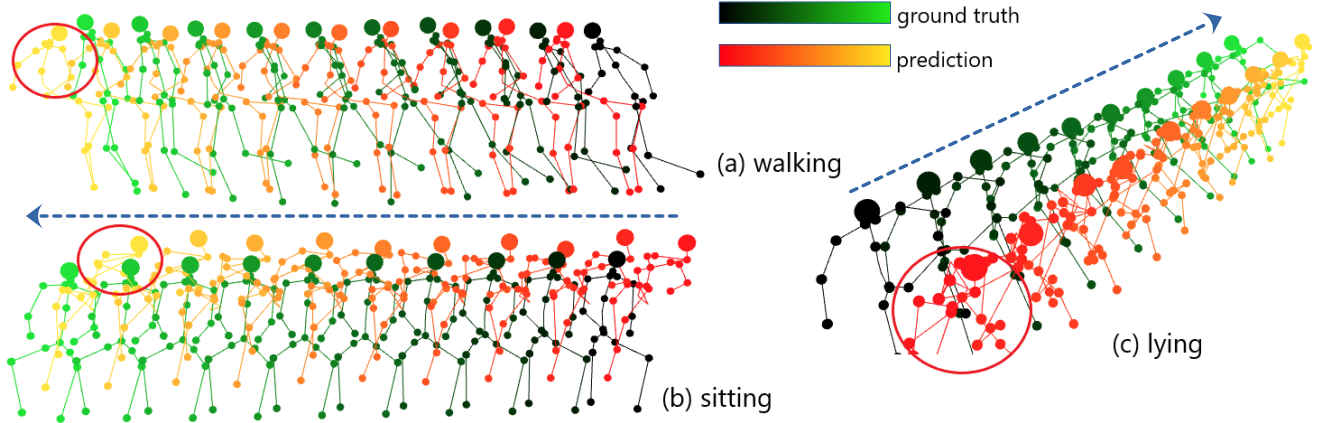 ground truth
prediction
(a) walking
(b) sitting
(c) lying